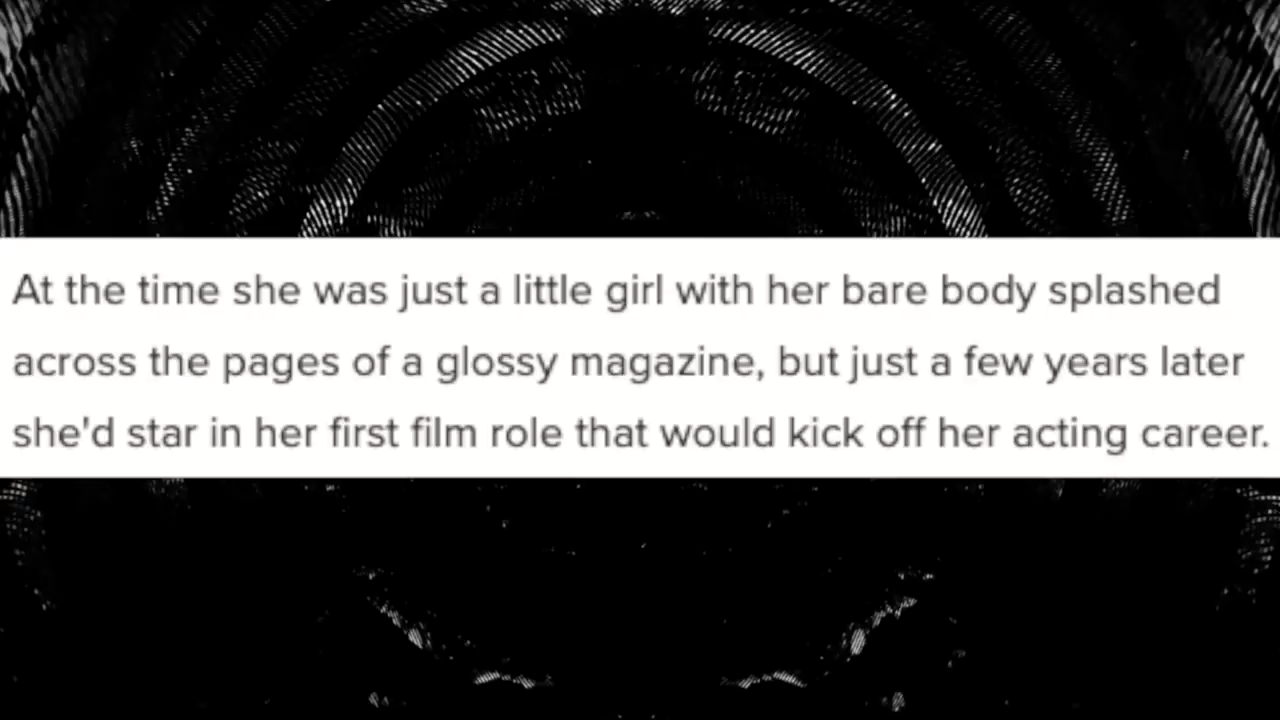 At the time she was just a little girl with her bare body splashed
across the pages of a glossy magazine, but just a few years later
she'd star in her first film role that would kick off her acting career.